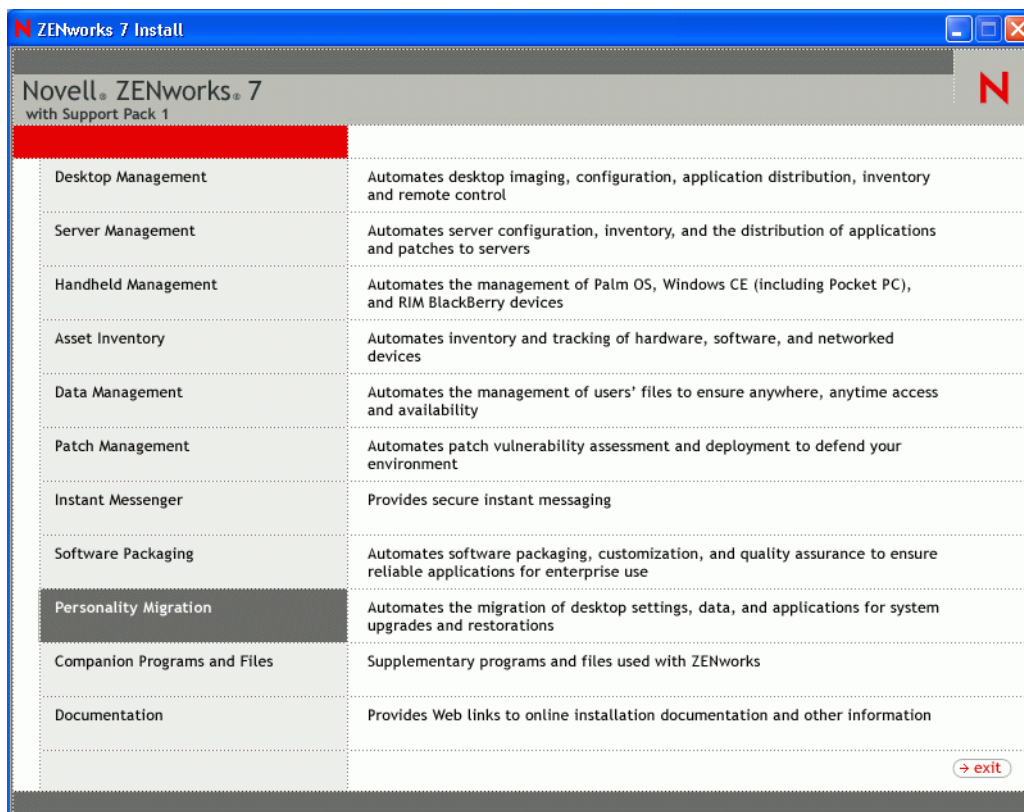 ZENworks 7 Install
Novell® ZENworks® 7
with Support Pack 1
N
Desktop Management
Automates desktop imaging, configuration, application distribution, inventory
and remote control
Server Management
Automates server configuration, inventory, and the distribution of applications
and patches to servers
Handheld Management
Automates the management of Palm OS, Windows CE (including Pocket PC),
and RIM BlackBerry devices
Asset Inventory
Automates inventory and tracking of hardware, software, and networked
devices
Data Management
Automates the management of users’ files to ensure anywhere, anytime access
and availability
Patch Management
Automates patch vulnerability assessment and deployment to defend your
environment
Instant Messenger
Provides secure instant messaging
Software Packaging
Automates software packaging, customization, and quality assurance to ensure
reliable applications for enterprise use
Personality Migration
Automates the migration of desktop settings, data, and applications for system
upgrades and restorations
Companion Programs and Files
Supplementary programs and files used with ZENworks
Documentation
Provides Web links to online installation documentation and other information
→ exit